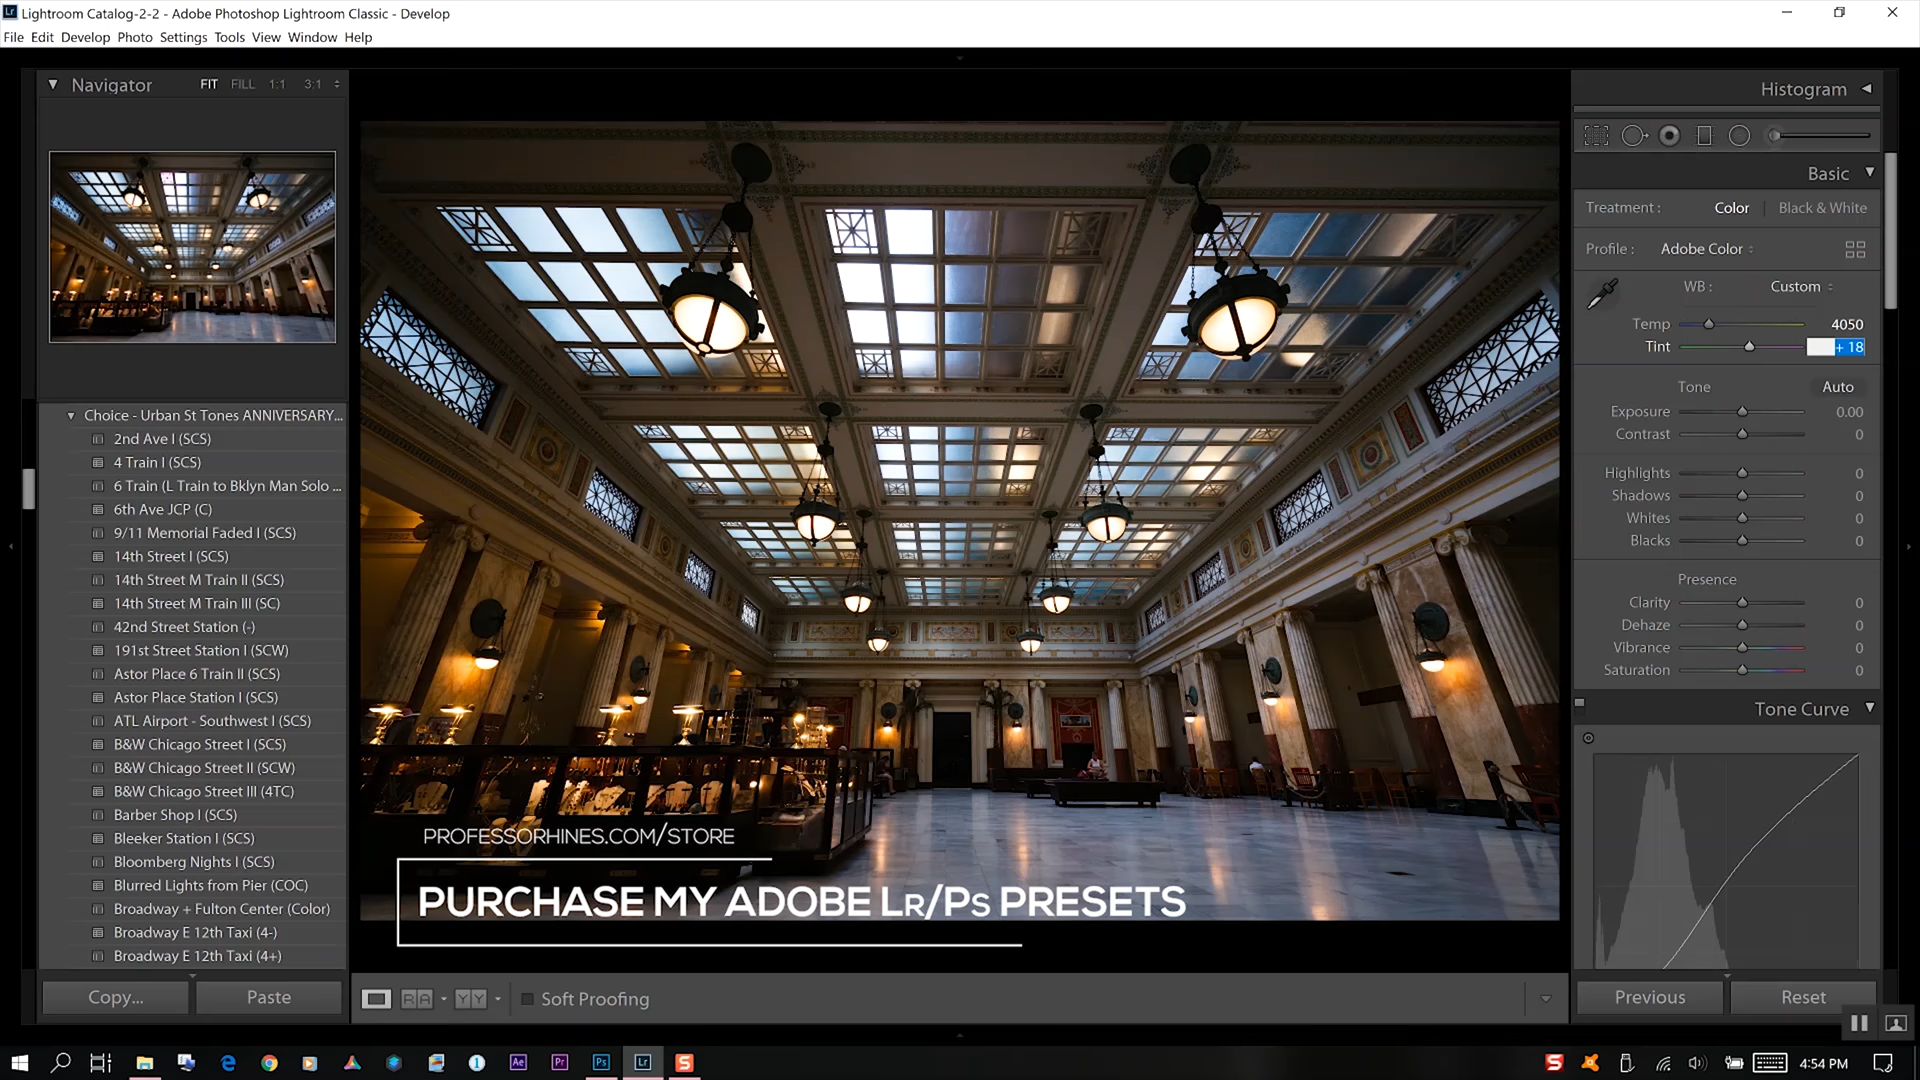 Lightroom Catalog-2-2 - Adobe Photoshop Lightroom Classic - Develop
File Edit Develop Photo Settings Tools View Window Help
Navigator FIT FILL 1:1 3:1
Choice - Urban St Tones ANNIVERSARY...
2nd Ave I (SCS)
4 Train I (SCS)
6 Train (L Train to Bklyn Man Solo ...
6th Ave JCP (C)
9/11 Memorial Faded I (SCS)
14th Street I (SCS)
14th Street M Train II (SCS)
14th Street M Train III (SC)
42nd Street Station (-)
191st Street Station I (SCW)
Astor Place 6 Train II (SCS)
Astor Place Station I (SCS)
ATL Airport - Southwest I (SCS)
B&W Chicago Street I (SCS)
B&W Chicago Street II (SCW)
B&W Chicago Street III (4TC)
Barber Shop I (SCS)
Bleeker Station I (SCS)
Bloomberg Nights I (SCS)
Blurred Lights from Pier (COC)
Broadway + Fulton Center (Color)
Broadway E 12th Taxi (4-)
Broadway E 12th Taxi (4+)
Copy... Paste
PROFESSORHINES.COM/STORE
PURCHASE MY ADOBE LR/PS PRESETS
RA YY Soft Proofing
Histogram
Basic
Treatment : Color Black & White
Profile : Adobe Color
WB : Custom
Temp 4050
Tint + 18
Tone Auto
Exposure 0.00
Contrast 0
Highlights 0
Shadows 0
Whites 0
Blacks 0
Presence
Clarity 0
Dehaze 0
Vibrance 0
Saturation 0
Tone Curve
Previous Reset
Ae Pr Ps Lr S
S 4:54 PM